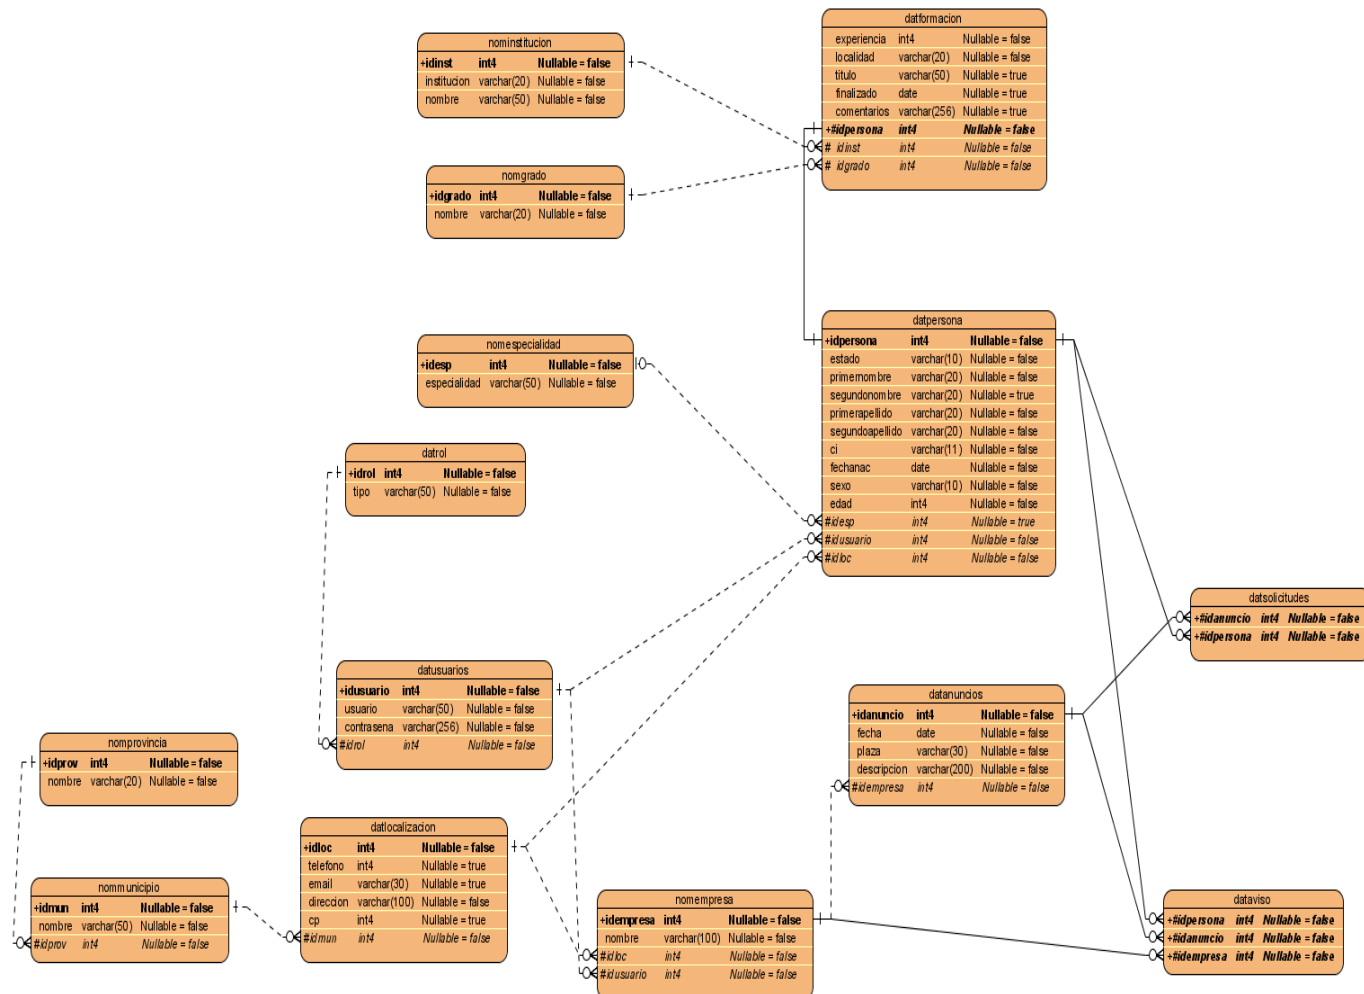 nominstitucion
+idinst int4 Nullable = false
institucion varchar(20) Nullable = false
nombre varchar(50) Nullable = false
datformacion
experiencia int4 Nullable = false
localidad varchar(20) Nullable = false
titulo varchar(50) Nullable = true
finalizado date Nullable = true
comentarios varchar(256) Nullable = true
+#idpersona int4 Nullable = false
# idinst int4 Nullable = false
# idgrado int4 Nullable = false
nomgrado
+idgrado int4 Nullable = false
nombre varchar(20) Nullable = false
nomespecialidad
+idesp int4 Nullable = false
especialidad varchar(50) Nullable = false
datpersona
+idpersona int4 Nullable = false
estado varchar(10) Nullable = false
primernombre varchar(20) Nullable = false
segundonombre varchar(20) Nullable = true
primerapellido varchar(20) Nullable = false
segundoapellido varchar(20) Nullable = false
ci varchar(11) Nullable = false
fechanac date Nullable = false
sexo varchar(10) Nullable = false
edad int4 Nullable = false
#idesp int4 Nullable = true
#idusuario int4 Nullable = false
#idloc int4 Nullable = false
datrol
+idrol int4 Nullable = false
tipo varchar(50) Nullable = false
datsolicitudes
+#idanuncio int4 Nullable = false
+#idpersona int4 Nullable = false
datusuarios
+idusuario int4 Nullable = false
usuario varchar(50) Nullable = false
contrasena varchar(256) Nullable = false
#idrol int4 Nullable = false
datanuncios
+idanuncio int4 Nullable = false
fecha date Nullable = false
plaza varchar(30) Nullable = false
descripcion varchar(200) Nullable = false
#idempresa int4 Nullable = false
nomprovincia
+idprov int4 Nullable = false
nombre varchar(20) Nullable = false
datlocalizacion
+idloc int4 Nullable = false
telefono int4 Nullable = true
email varchar(30) Nullable = true
direccion varchar(100) Nullable = false
cp int4 Nullable = true
#idmun int4 Nullable = false
nommunicipio
+idmun int4 Nullable = false
nombre varchar(50) Nullable = false
#idprov int4 Nullable = false
nomempresa
+idempresa int4 Nullable = false
nombre varchar(100) Nullable = false
#idloc int4 Nullable = false
#idusuario int4 Nullable = false
dataviso
+#idpersona int4 Nullable = false
+#idanuncio int4 Nullable = false
+#idempresa int4 Nullable = false